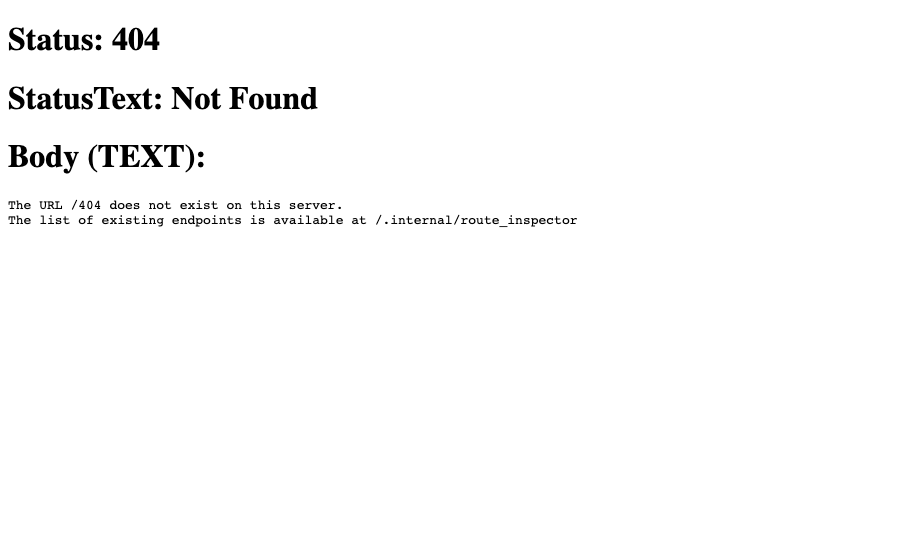 Status: 404
StatusText: Not Found
Body (TEXT):
The URL /404 does not exist on this server.
The list of existing endpoints is available at /.internal/route_inspector